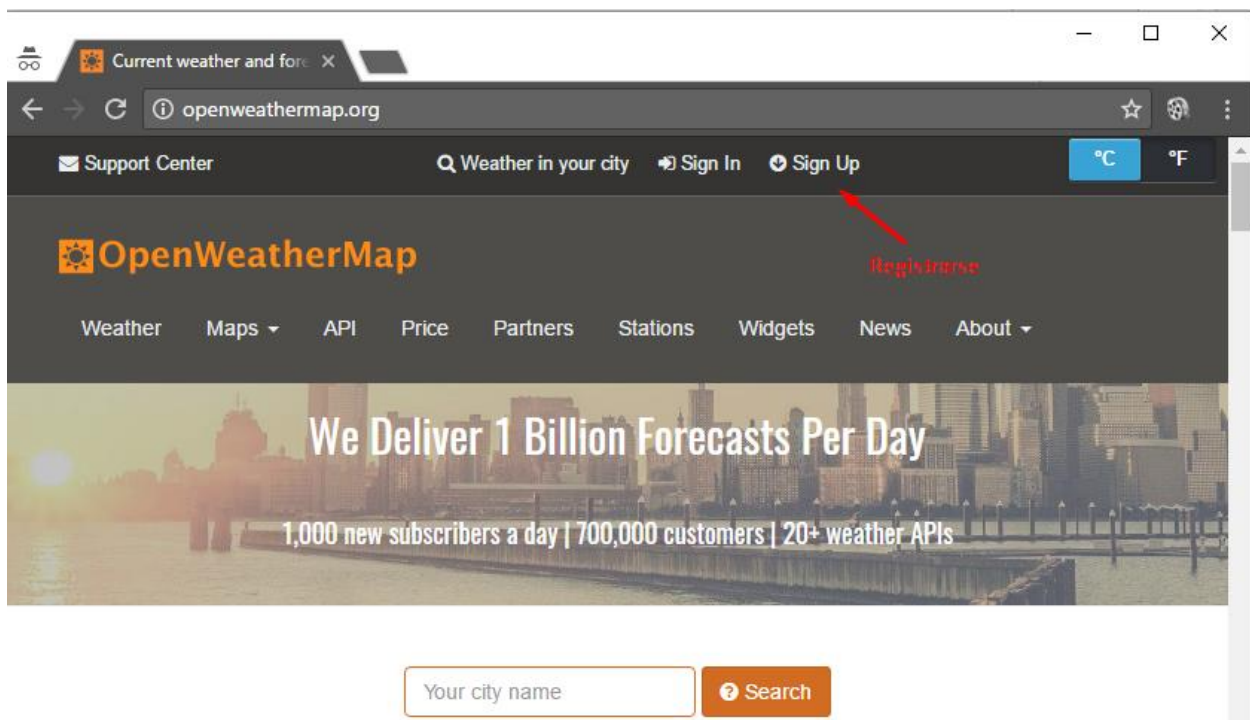 Current weather and fore
openweathermap.org
Support Center Weather in your city Sign In Sign Up °C °F
OpenWeatherMap
Registrarse
Weather Maps API Price Partners Stations Widgets News About
We Deliver 1 Billion Forecasts Per Day
1,000 new subscribers a day | 700,000 customers | 20+ weather APIs
Your city name Search